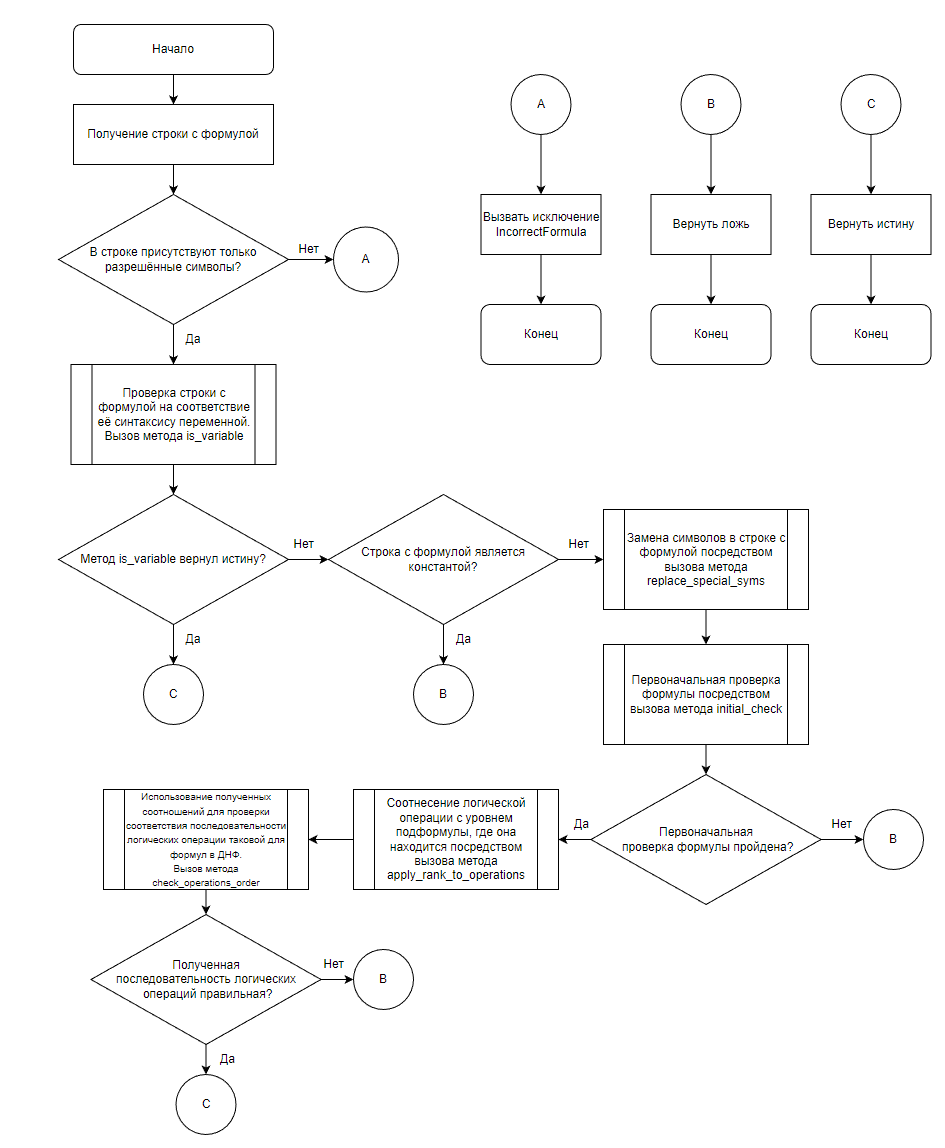 Начало
Получение строки с формулой
В строке присутствуют только
разрешённые символы?
Нет
A
Да
Проверка строки с
формулой на соответствие
её синтаксису переменной.
Вызов метода is_variable
Метод is_variable вернул истину?
Нет
Да
C
Строка с формулой является
константой?
Нет
Да
B
Замена символов в строке с
формулой посредством
вызова метода
replace_special_syms
Первоначальная проверка
формулы посредством
вызова метода initial_check
Первоначальная
проверка формулы пройдена?
Нет
B
Да
Соотнесение логической
операции с уровнем
подформулы, где она
находится посредством
вызова метода
apply_rank_to_operations
Использование полученных
соотношений для проверки
соответствия последовательности
логических операции таковой для
формул в ДНФ.
Вызов метода
check_operations_order
Полученная
последовательность логических
операций правильная?
Нет
B
Да
C
A
Вызвать исключение
IncorrectFormula
Конец
B
Вернуть ложь
Конец
C
Вернуть истину
Конец